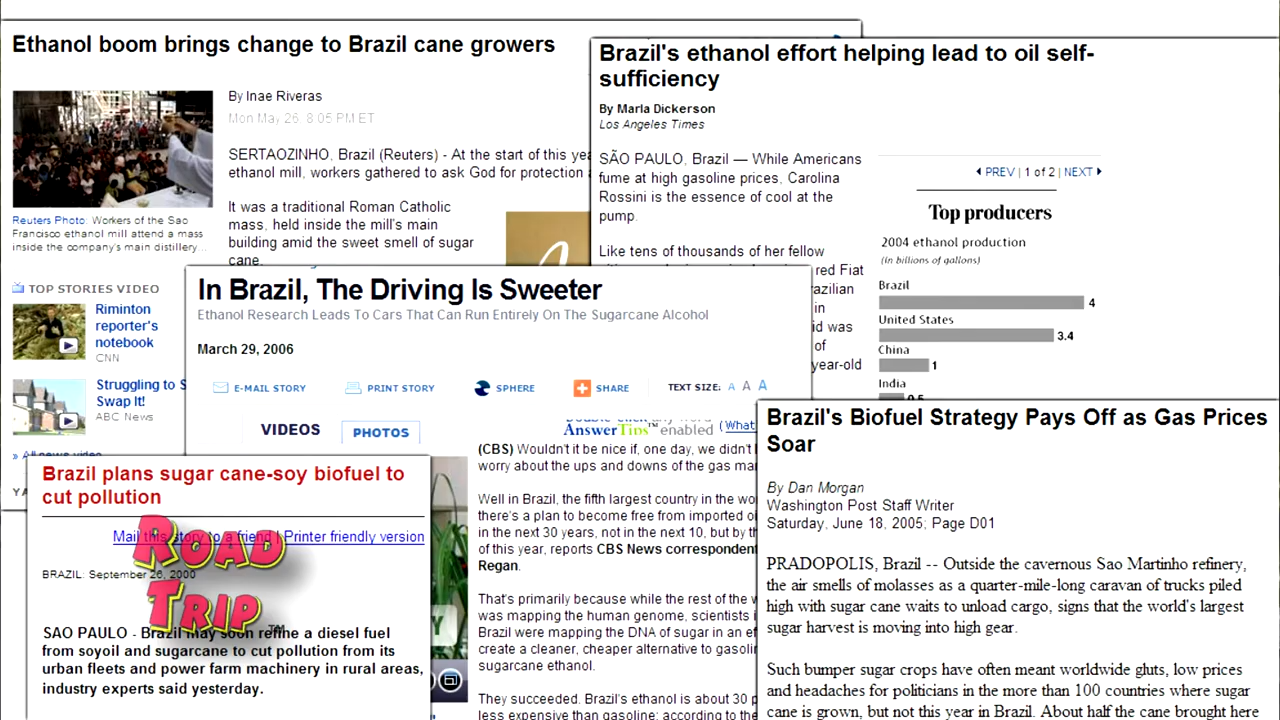 Ethanol boom brings change to Brazil cane growers
By Inae Riveras
Mon May 26, 8:05 PM ET
SERTAOZINHO, Brazil (Reuters) - At the start of this
ethanol mill, workers gathered to ask God for protection
It was a traditional Roman Catholic
mass, held inside the mill's main
building amid the sweet smell of sugar
cane.
Reuters Photo: Workers of the Sao
Francisco ethanol mill attend a mass
inside the company's main distillery...
TOP STORIES VIDEO
Riminton
reporter's
notebook
CNN
Struggling to
Swap It!
ABC News
» All news video
Brazil's ethanol effort helping lead to oil self-
sufficiency
By Marla Dickerson
Los Angeles Times
SÃO PAULO, Brazil — While Americans
fume at high gasoline prices, Carolina
Rossini is the essence of cool at the
pump.
Like tens of thousands of her fellow
red Fiat
in
was
of
year-old
PREV | 1 of 2 | NEXT
Top producers
2004 ethanol production
(In billions of gallons)
Brazil
4
United States
3.4
China
1
India
0.5
In Brazil, The Driving Is Sweeter
Ethanol Research Leads To Cars That Can Run Entirely On The Sugarcane Alcohol
March 29, 2006
E-MAIL STORY PRINT STORY SPHERE SHARE TEXT SIZE: A A A
VIDEOS PHOTOS
AnswerTips™ enabled (What
(CBS) Wouldn't it be nice if, one day, we didn't
worry about the ups and downs of the gas
Well in Brazil, the fifth largest country in the
there's a plan to become free from imported
in the next 30 years, not in the next 10, but by
of this year, reports CBS News correspondent
Regan.
That's primarily because while the rest of the
was mapping the human genome, scientists
Brazil were mapping the DNA of sugar in an
create a cleaner, cheaper alternative to
sugarcane ethanol.
They succeeded. Brazil's ethanol is about 30
less expensive than gasoline; according to the
Brazil plans sugar cane-soy biofuel to
cut pollution
Mail this story to a friend | Printer friendly version
BRAZIL: September 26, 2000
SAO PAULO - Brazil may soon refine a diesel fuel
from soyoil and sugarcane to cut pollution from its
urban fleets and power farm machinery in rural areas,
industry experts said yesterday.
ROAD
TRIP™
Brazil's Biofuel Strategy Pays Off as Gas Prices
Soar
By Dan Morgan
Washington Post Staff Writer
Saturday, June 18, 2005; Page D01
PRADOPOLIS, Brazil -- Outside the cavernous Sao Martinho refinery,
the air smells of molasses as a quarter-mile-long caravan of trucks piled
high with sugar cane waits to unload cargo, signs that the world's largest
sugar harvest is moving into high gear.
Such bumper sugar crops have often meant worldwide gluts, low prices
and headaches for politicians in the more than 100 countries where sugar
cane is grown, but not this year in Brazil. About half the cane brought here